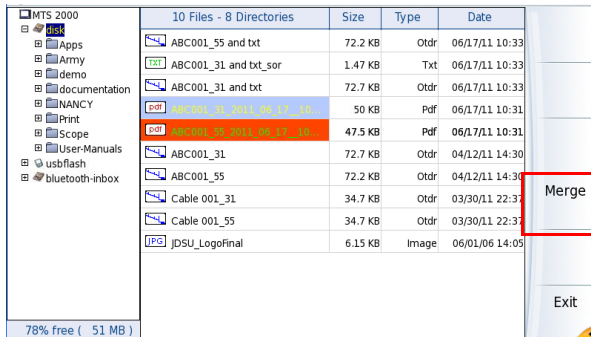 MTS 2000
disk
Apps
Army
demo
documentation
NANCY
Print
Scope
User-Manuals
usbflash
bluetooth-inbox
78% free ( 51 MB )
10 Files - 8 Directories Size Type Date
ABC001_55 and txt 72.2 KB Otdr 06/17/11 10:33
TXT ABC001_31 and txt_sor 1.47 KB Txt 06/17/11 10:33
ABC001_31 and txt 72.7 KB Otdr 06/17/11 10:33
pdf ABC001_31_2011_06_17__10... 50 KB Pdf 06/17/11 10:31
pdf ABC001_55_2011_06_17__10... 47.5 KB Pdf 06/17/11 10:31
ABC001_31 72.7 KB Otdr 04/12/11 14:30
ABC001_55 72.2 KB Otdr 04/12/11 14:30
Cable 001_31 34.7 KB Otdr 03/30/11 22:37
Cable 001_55 34.7 KB Otdr 03/30/11 22:37
JPG JDSU_LogoFinal 6.15 KB Image 06/01/06 14:05
Merge
Exit